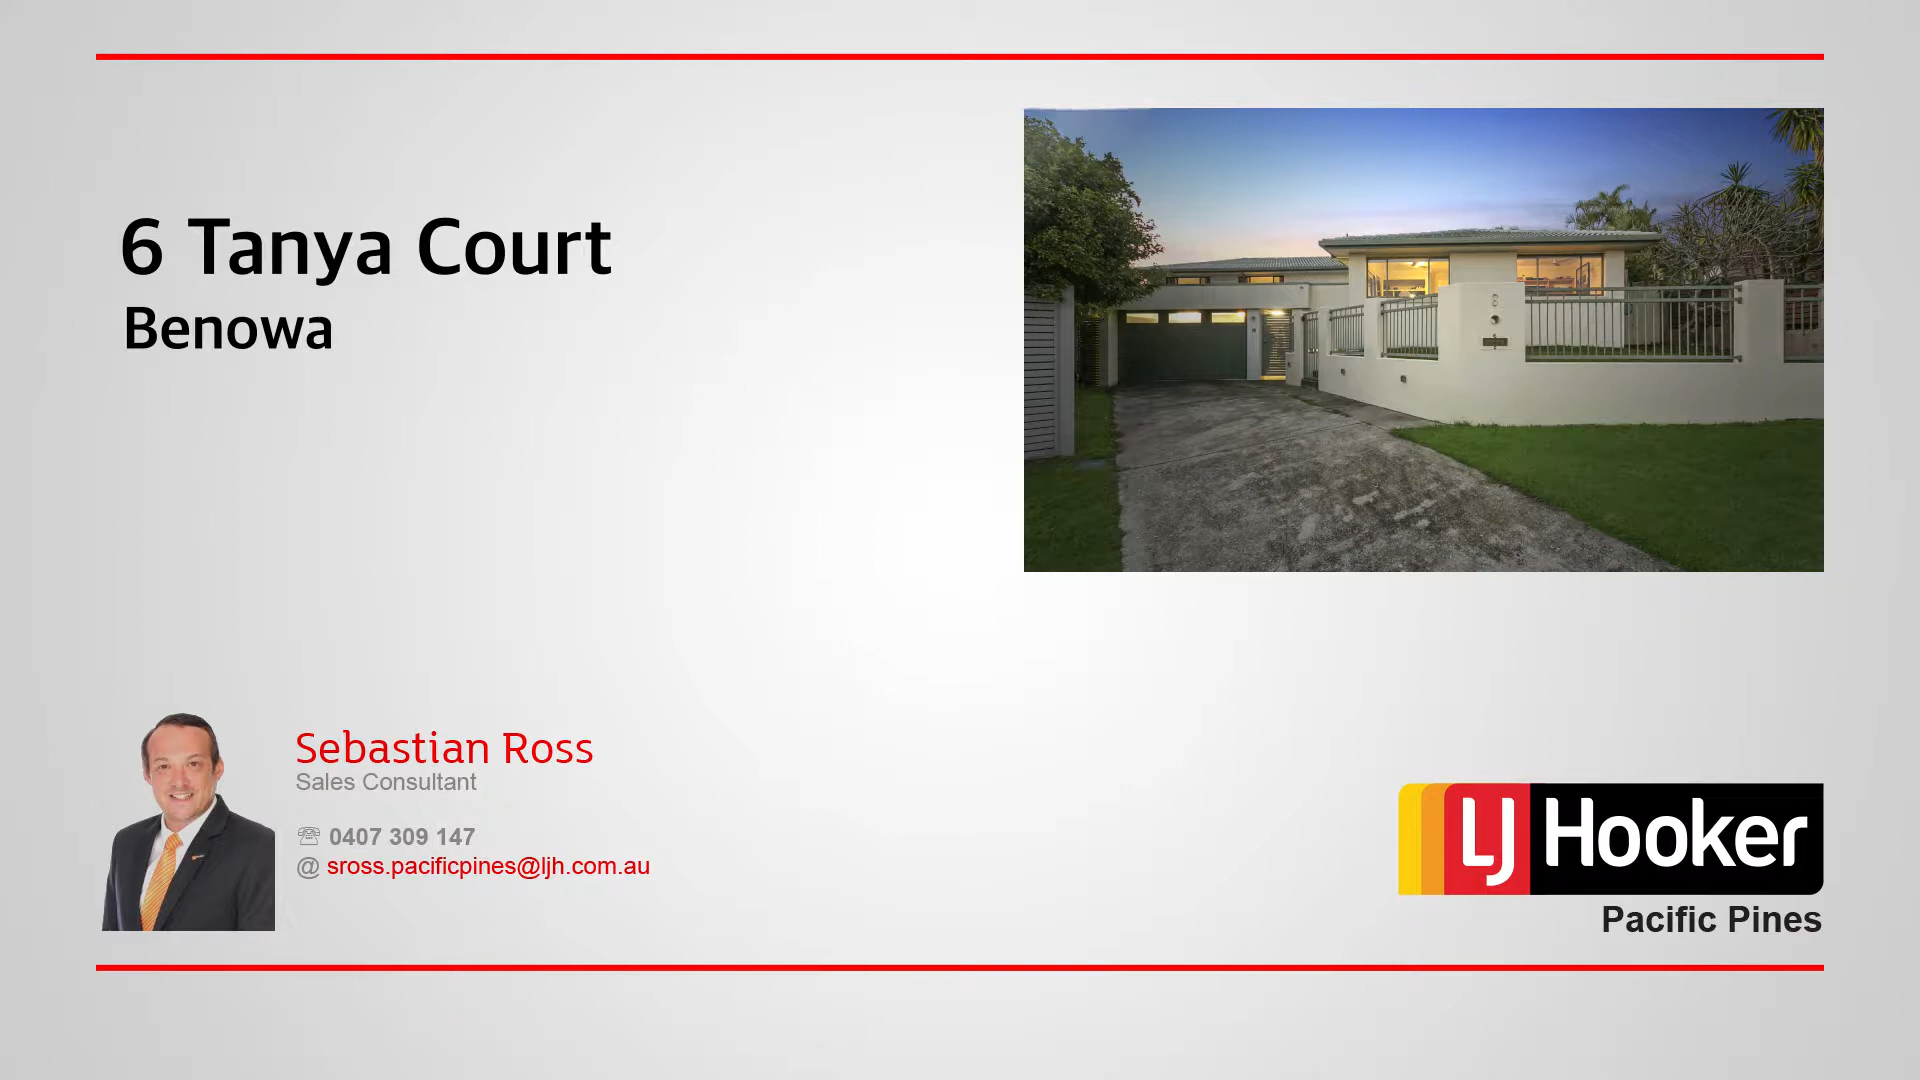 6 Tanya Court
Benowa
6
Sebastian Ross
Sales Consultant
0407 309 147
@ sross.pacificpines@ljh.com.au
LJ Hooker
Pacific Pines